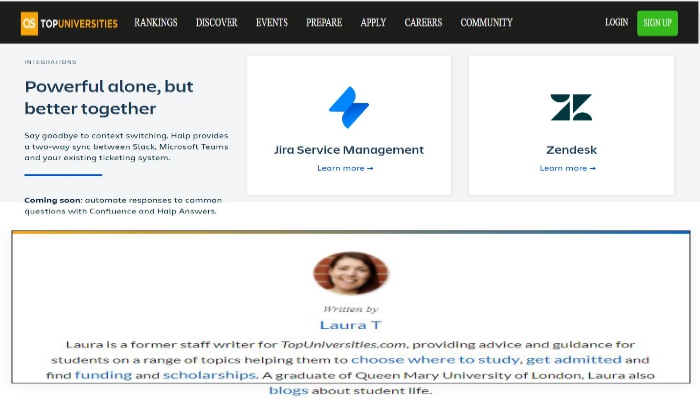 QS TOPUNIVERSITIES RANKINGS DISCOVER EVENTS PREPARE APPLY CAREERS COMMUNITY LOGIN SIGN UP
INTEGRATIONS
Powerful alone, but
better together
Say goodbye to context switching. Halp provides
a two-way sync between Slack, Microsoft Teams
and your existing ticketing system.
Coming soon: automate responses to common
questions with Confluence and Halp Answers.
Jira Service Management
Learn more →
Zendesk
Learn more →
Written by
Laura T
Laura is a former staff writer for TopUniversities.com, providing advice and guidance for
students on a range of topics helping them to choose where to study, get admitted and
find funding and scholarships. A graduate of Queen Mary University of London, Laura also
blogs about student life.